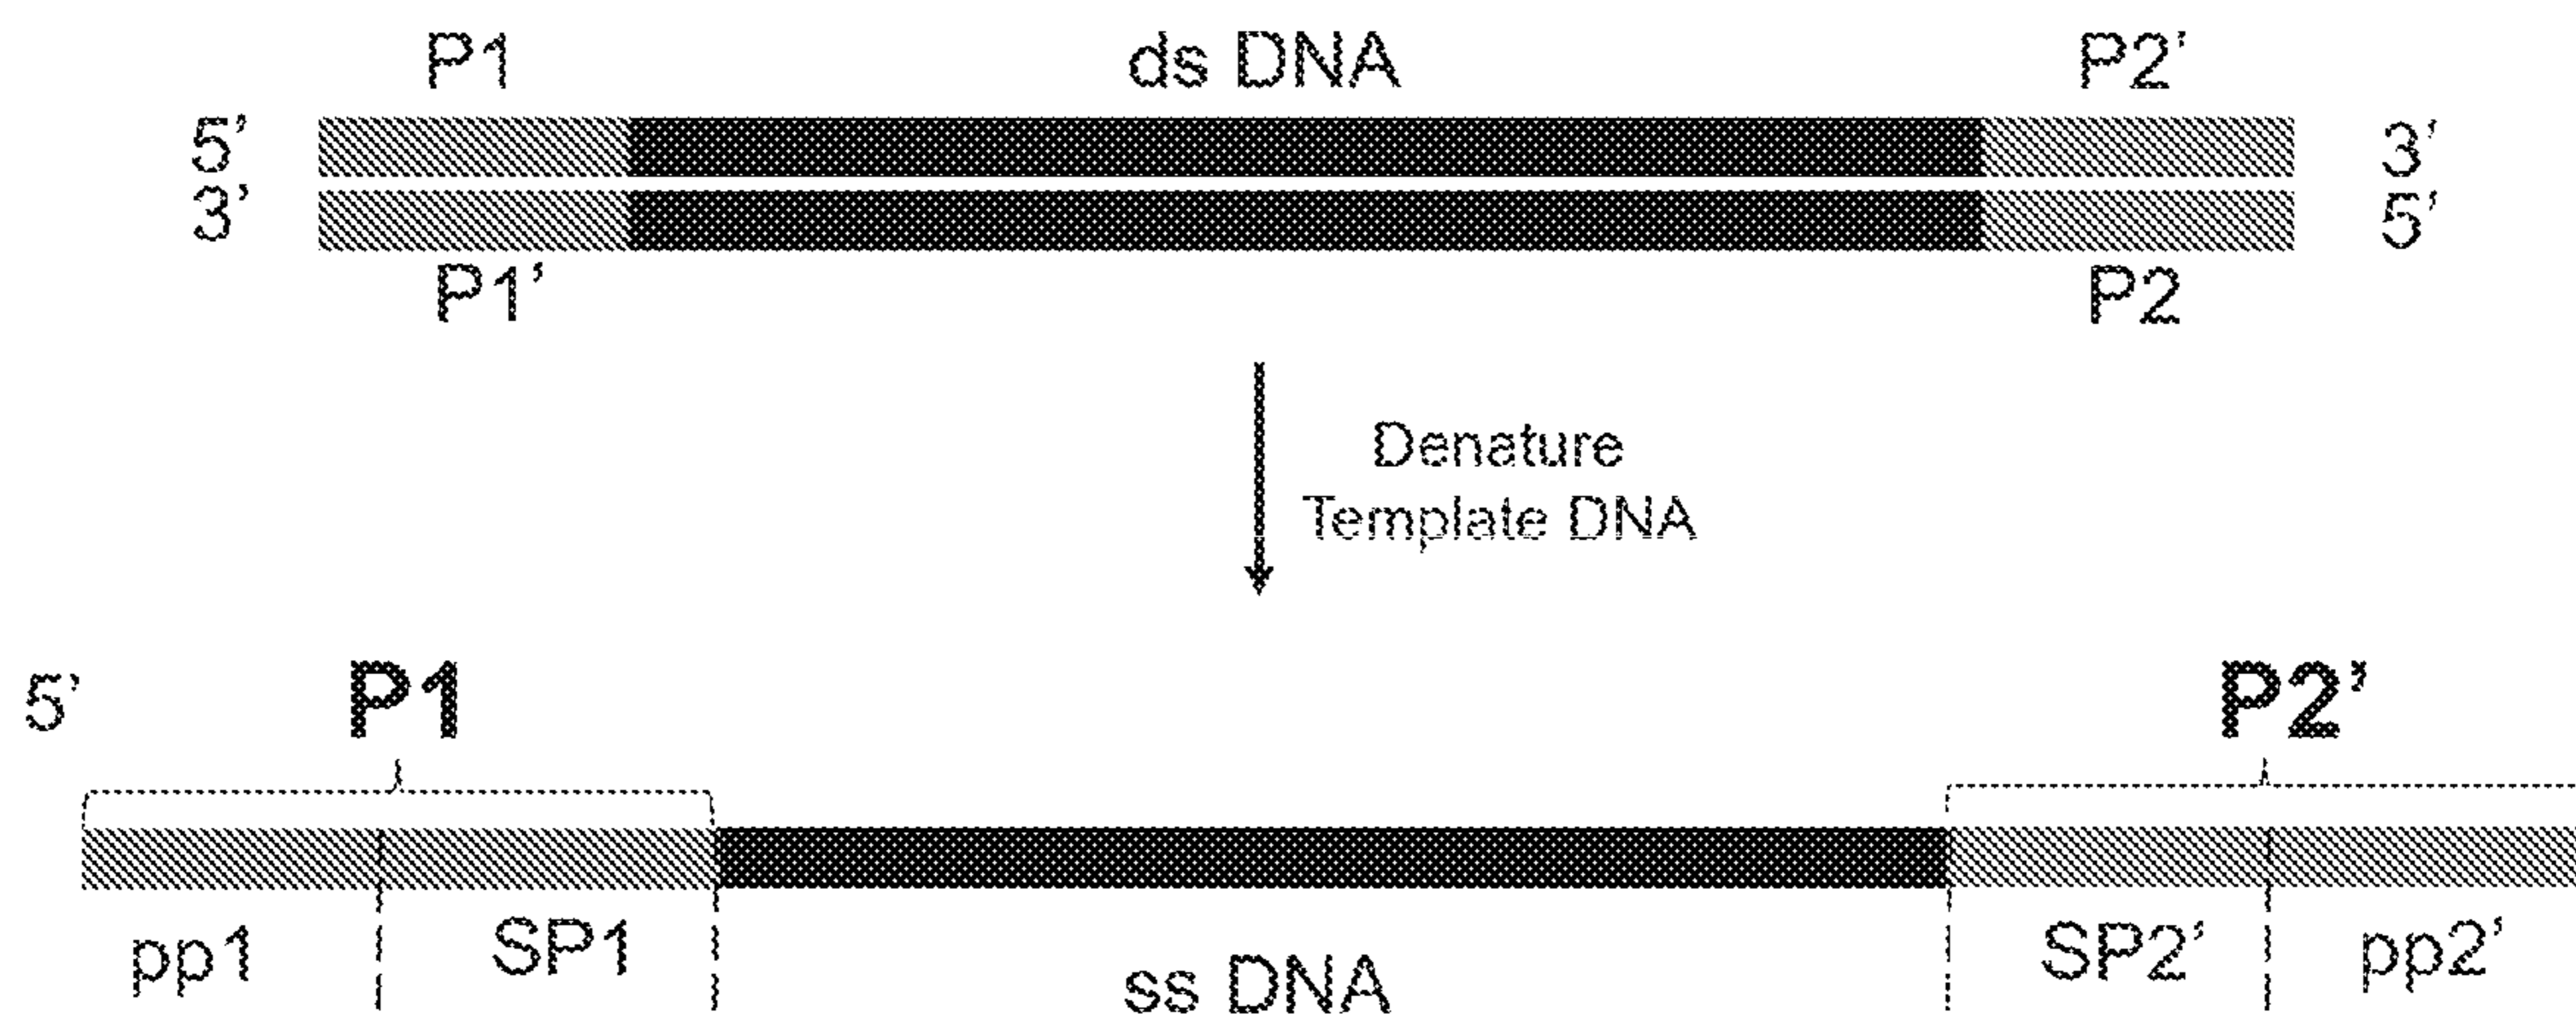 P1 ds DNA P2’
5’ 3’
3’ 5’
P1’ P2
Denature
Template DNA
5’ P1 P2’
pp1 SP1 ss DNA SP2’ pp2’